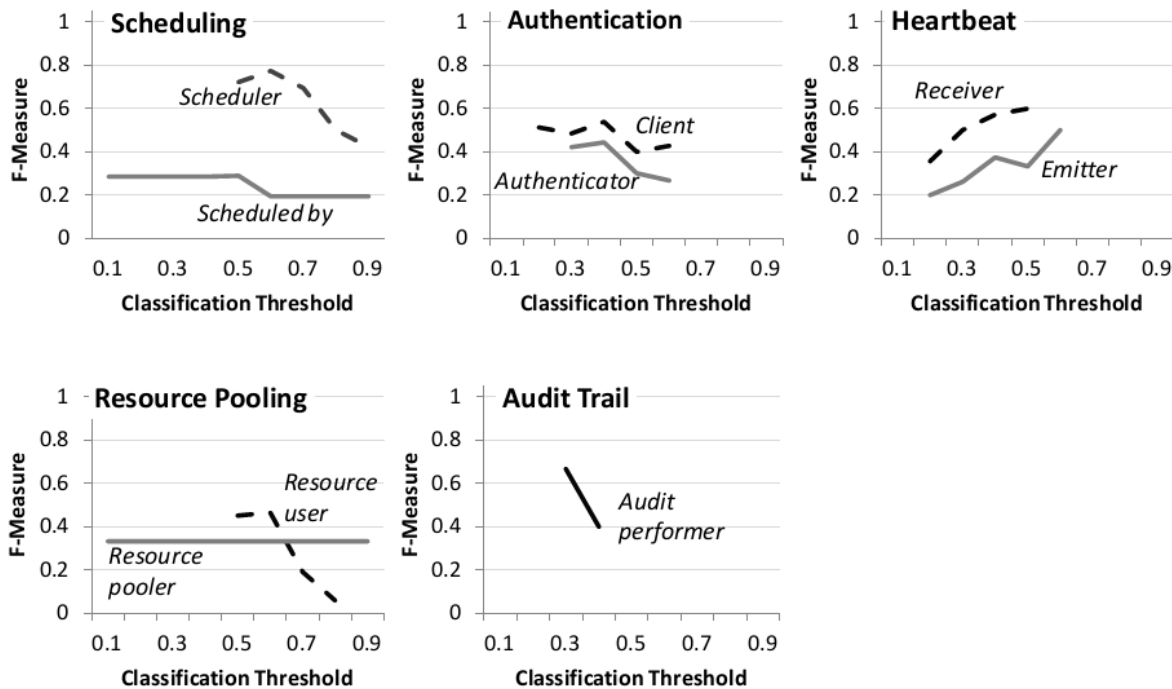 Scheduling
1
0.8
0.6
0.4
0.2
0
F-Measure
Scheduler
Scheduled by
0.1 0.3 0.5 0.7 0.9
Classification Threshold
Authentication
1
0.8
0.6
0.4
0.2
0
F-Measure
Client
Authenticator
0.1 0.3 0.5 0.7 0.9
Classification Threshold
Heartbeat
1
0.8
0.6
0.4
0.2
0
F-Measure
Receiver
Emitter
0.1 0.3 0.5 0.7 0.9
Classification Threshold
Resource Pooling
1
0.8
0.6
0.4
0.2
0
F-Measure
Resource
user
Resource
pooler
0.1 0.3 0.5 0.7 0.9
Classification Threshold
Audit Trail
1
0.8
0.6
0.4
0.2
0
F-Measure
Audit
performer
0.1 0.3 0.5 0.7 0.9
Classification Threshold